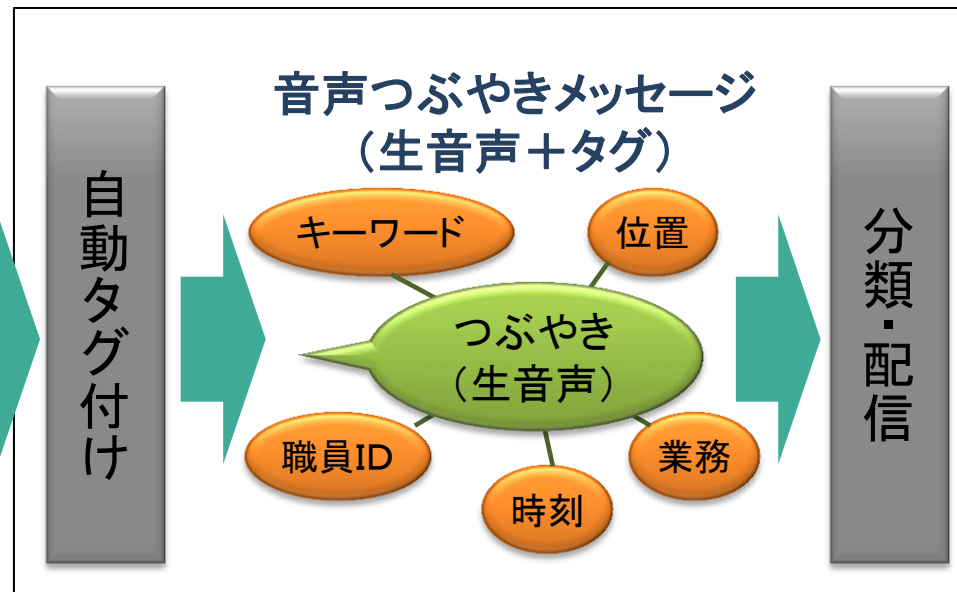 音声つぶやきメッセージ
（生音声＋タグ）
自動タグ付け
キーワード
位置
つぶやき
（生音声）
職員ID
時刻
業務
分類・配信